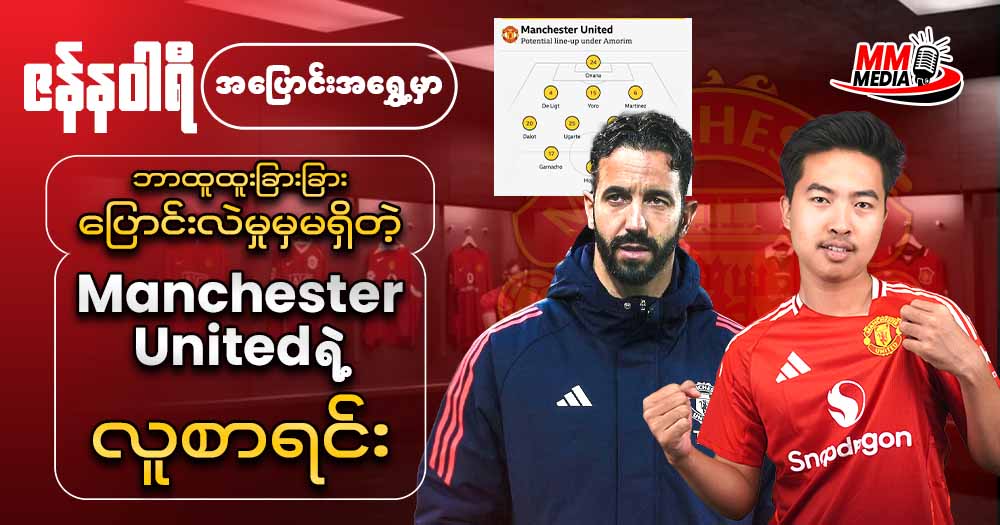 ဇန်နဝါရီ
အပြောင်းအရွှေ့မှာ
ဘာထူထူးခြားခြား
ပြောင်းလဲမှုမှမရှိတဲ့
Manchester
Unitedရဲ့
လူစာရင်း
Manchester United
Potential line-up under Amorim
24
Onana
4 15 6
De Ligt Yoro Martinez
20 25
Dalot Ugarte
17
Garnacho
MM
MEDIA
MANCHESTER
UNITED
Snapdragon